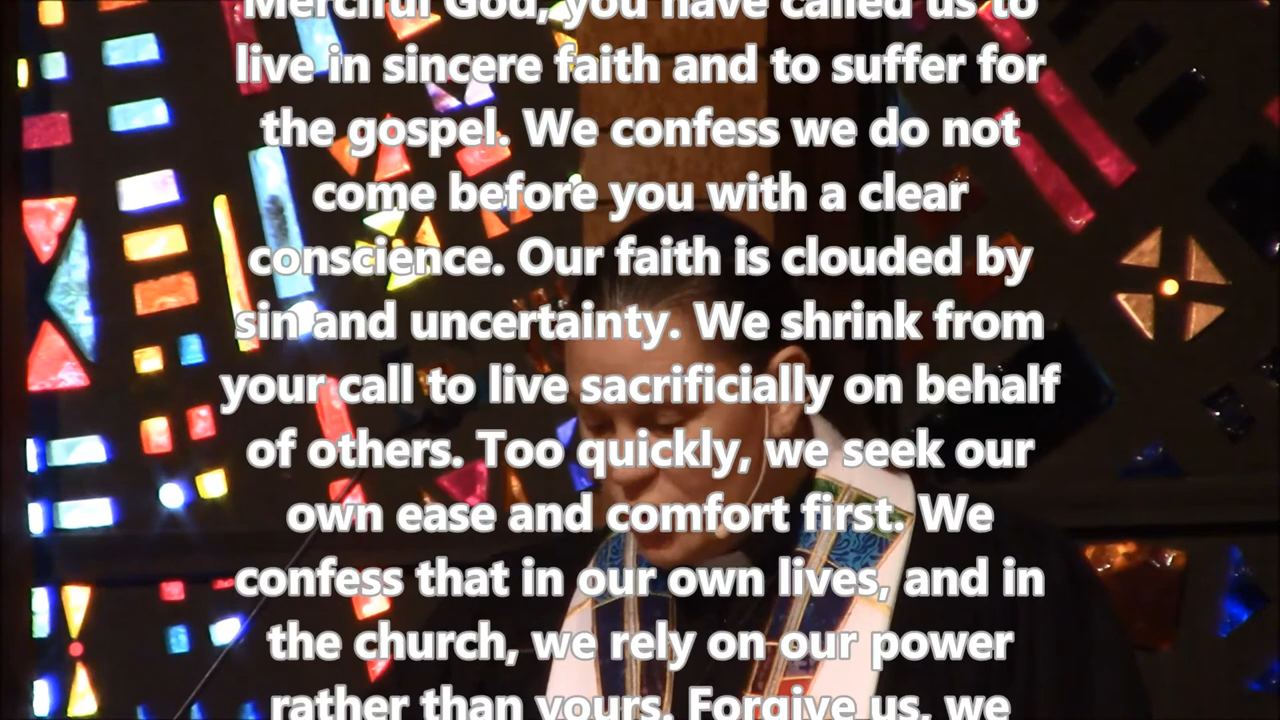 Merciful God, you have called us to
live in sincere faith and to suffer for
the gospel. We confess we do not
come before you with a clear
conscience. Our faith is clouded by
sin and uncertainty. We shrink from
your call to live sacrificially on behalf
of others. Too quickly, we seek our
own ease and comfort first. We
confess that in our own lives, and in
the church, we rely on our power
rather than yours. Forgive us, we